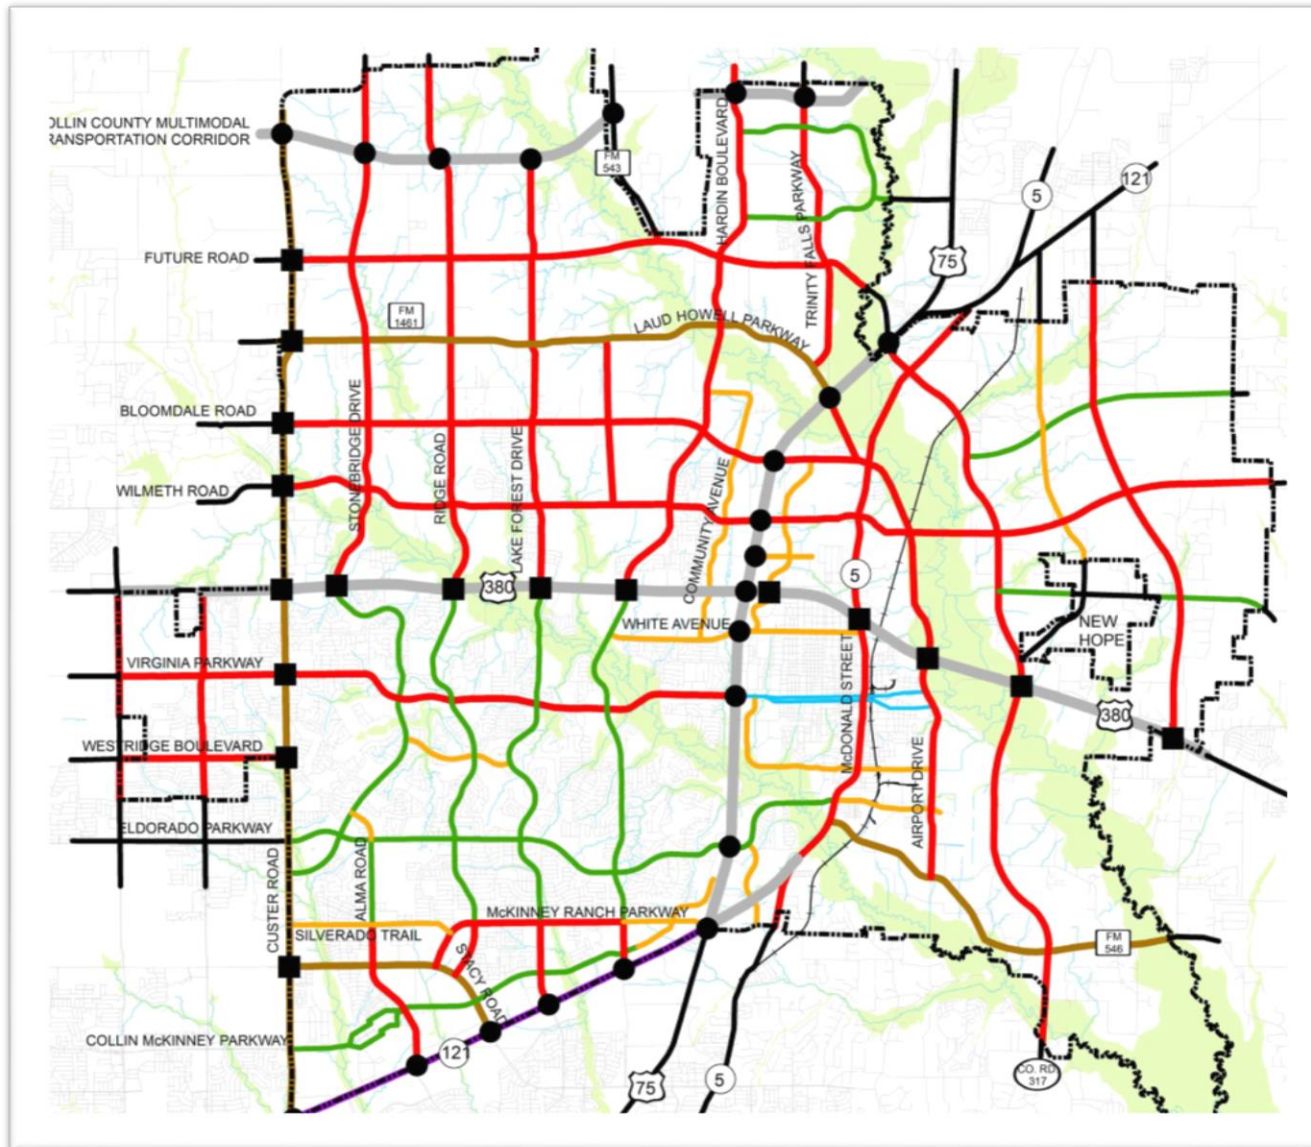 OLLIN COUNTY MULTIMODAL
RANSPORTATION CORRIDOR
FM
543
HARDIN BOULEVARD
TRINITY FALLS PARKWAY
5
121
75
FUTURE ROAD
FM
1461
LAUD HOWELL PARKWAY
BLOOMDALE ROAD
STONEBRIDGE DRIVE
RIDGE ROAD
LAKE FOREST DRIVE
WILMETH ROAD
COMMUNITY AVENUE
380
5
WHITE AVENUE
NEW
HOPE
VIRGINIA PARKWAY
McDONALD STREET
380
WESTRIDGE BOULEVARD
AIRPORT DRIVE
ELDORADO PARKWAY
CUSTER ROAD
ALMA ROAD
McKINNEY RANCH PARKWAY
SILVERADO TRAIL
STACY ROAD
FM
546
COLLIN McKINNEY PARKWAY
121
75
5
CO. RD.
317